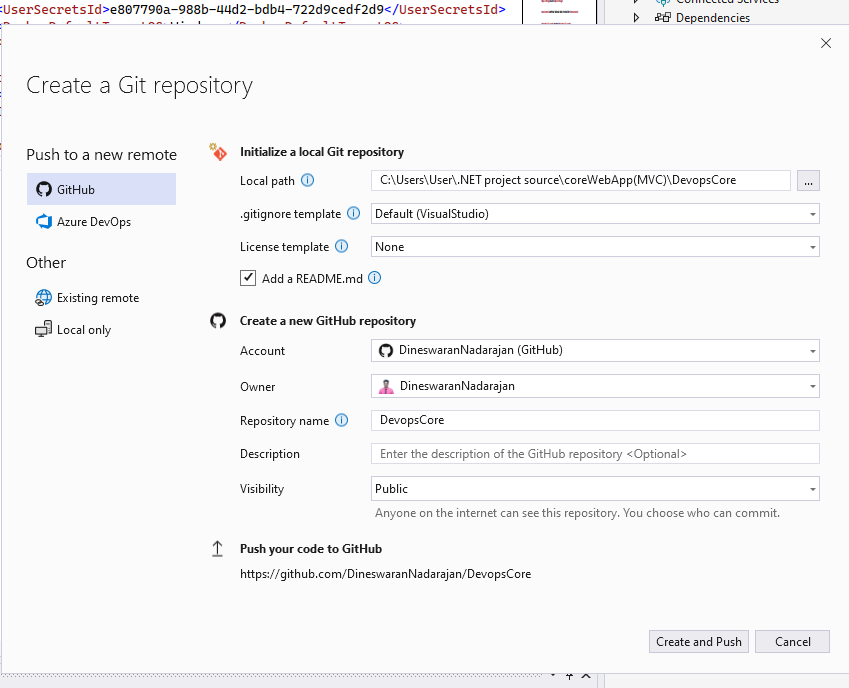 <UserSecretsId>e807790a-988b-44d2-bdb4-722d9cedf2d9</UserSecretsId>
Connected Services
Dependencies
Create a Git repository
Push to a new remote
GitHub
Azure DevOps
Other
Existing remote
Local only
Initialize a local Git repository
Local path
C:\Users\User\.NET project source\coreWebApp(MVC)\DevopsCore
...
.gitignore template
Default (VisualStudio)
License template
None
Add a README.md
Create a new GitHub repository
Account
DineswaranNadarajan (GitHub)
Owner
DineswaranNadarajan
Repository name
DevopsCore
Description
Enter the description of the GitHub repository <Optional>
Visibility
Public
Anyone on the internet can see this repository. You choose who can commit.
Push your code to GitHub
https://github.com/DineswaranNadarajan/DevopsCore
Create and Push
Cancel